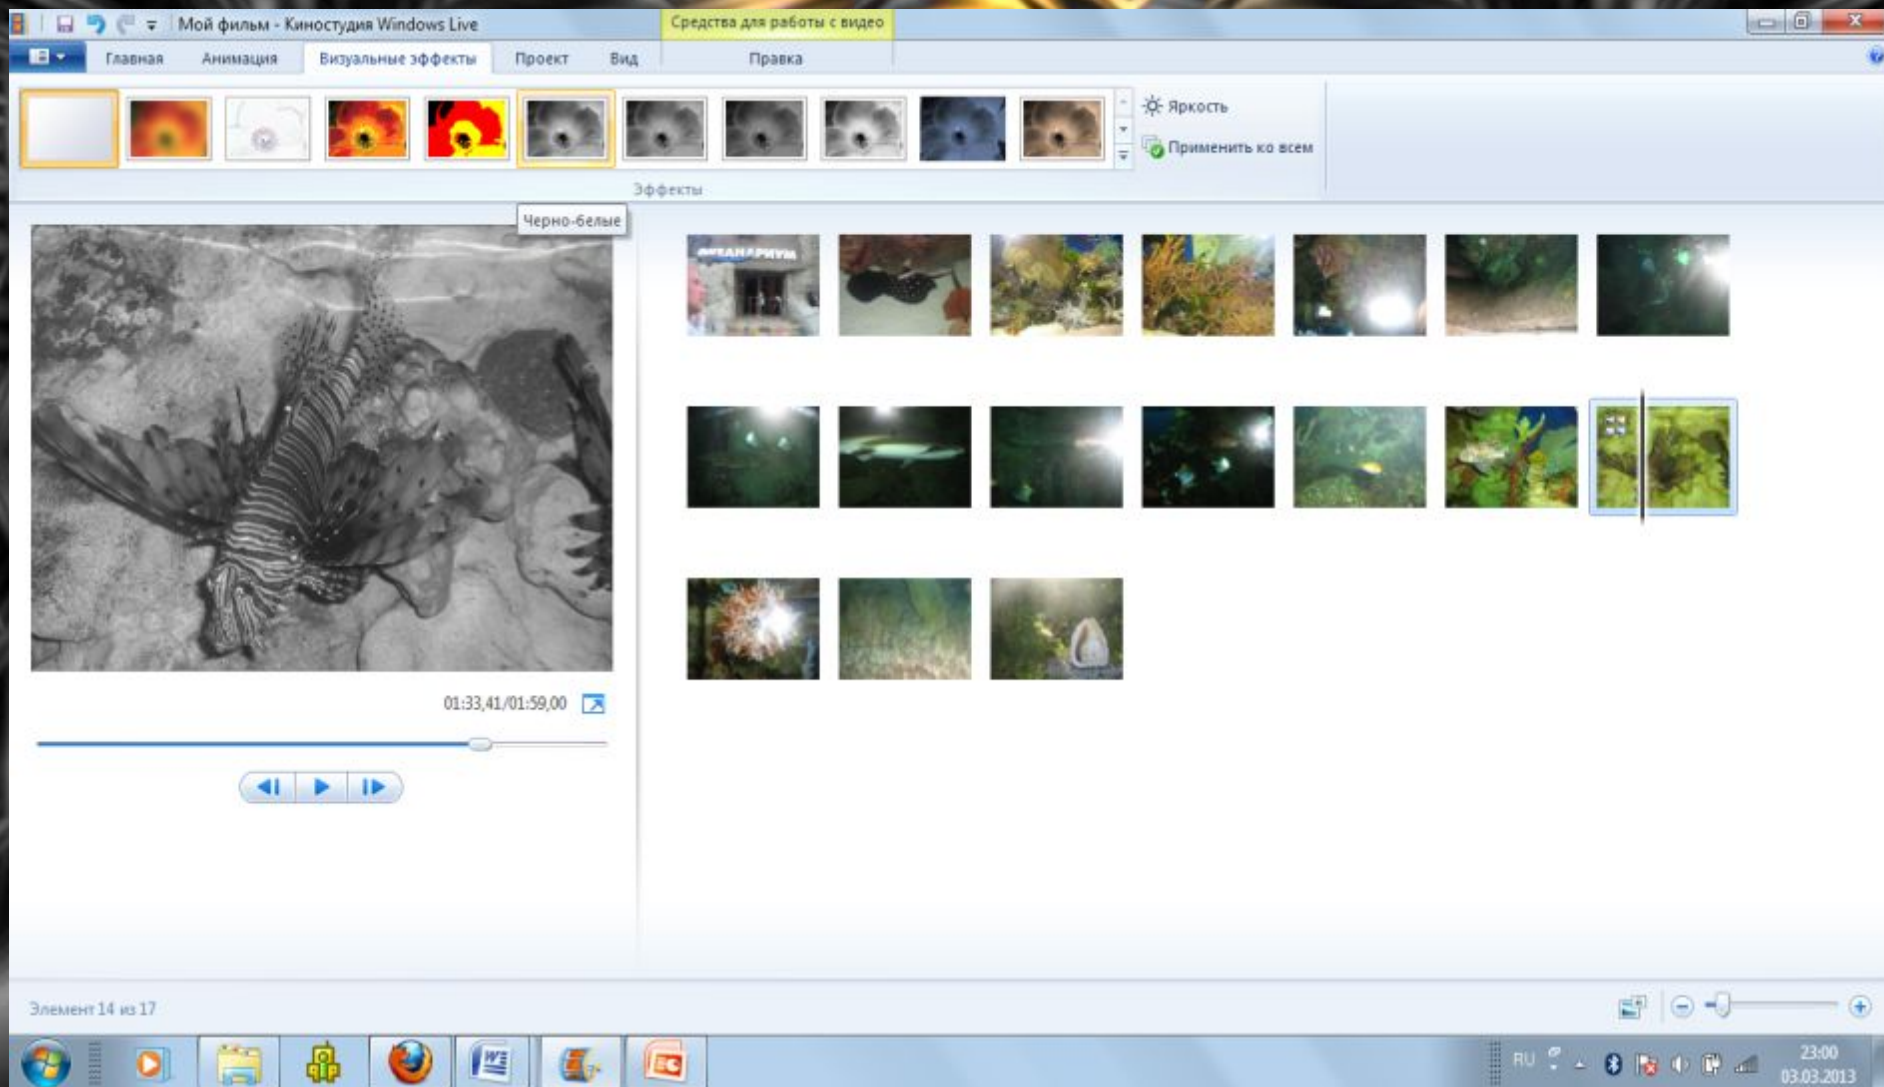 Мой фильм - Киностудия Windows Live
Средства для работы с видео
Главная
Анимация
Визуальные эффекты
Проект
Вид
Правка
Яркость
Применить ко всем
Эффекты
Черно-белые
ОКЕАНАРИУМ
01:33,41/01:59,00
Элемент 14 из 17
RU
23:00
03.03.2013